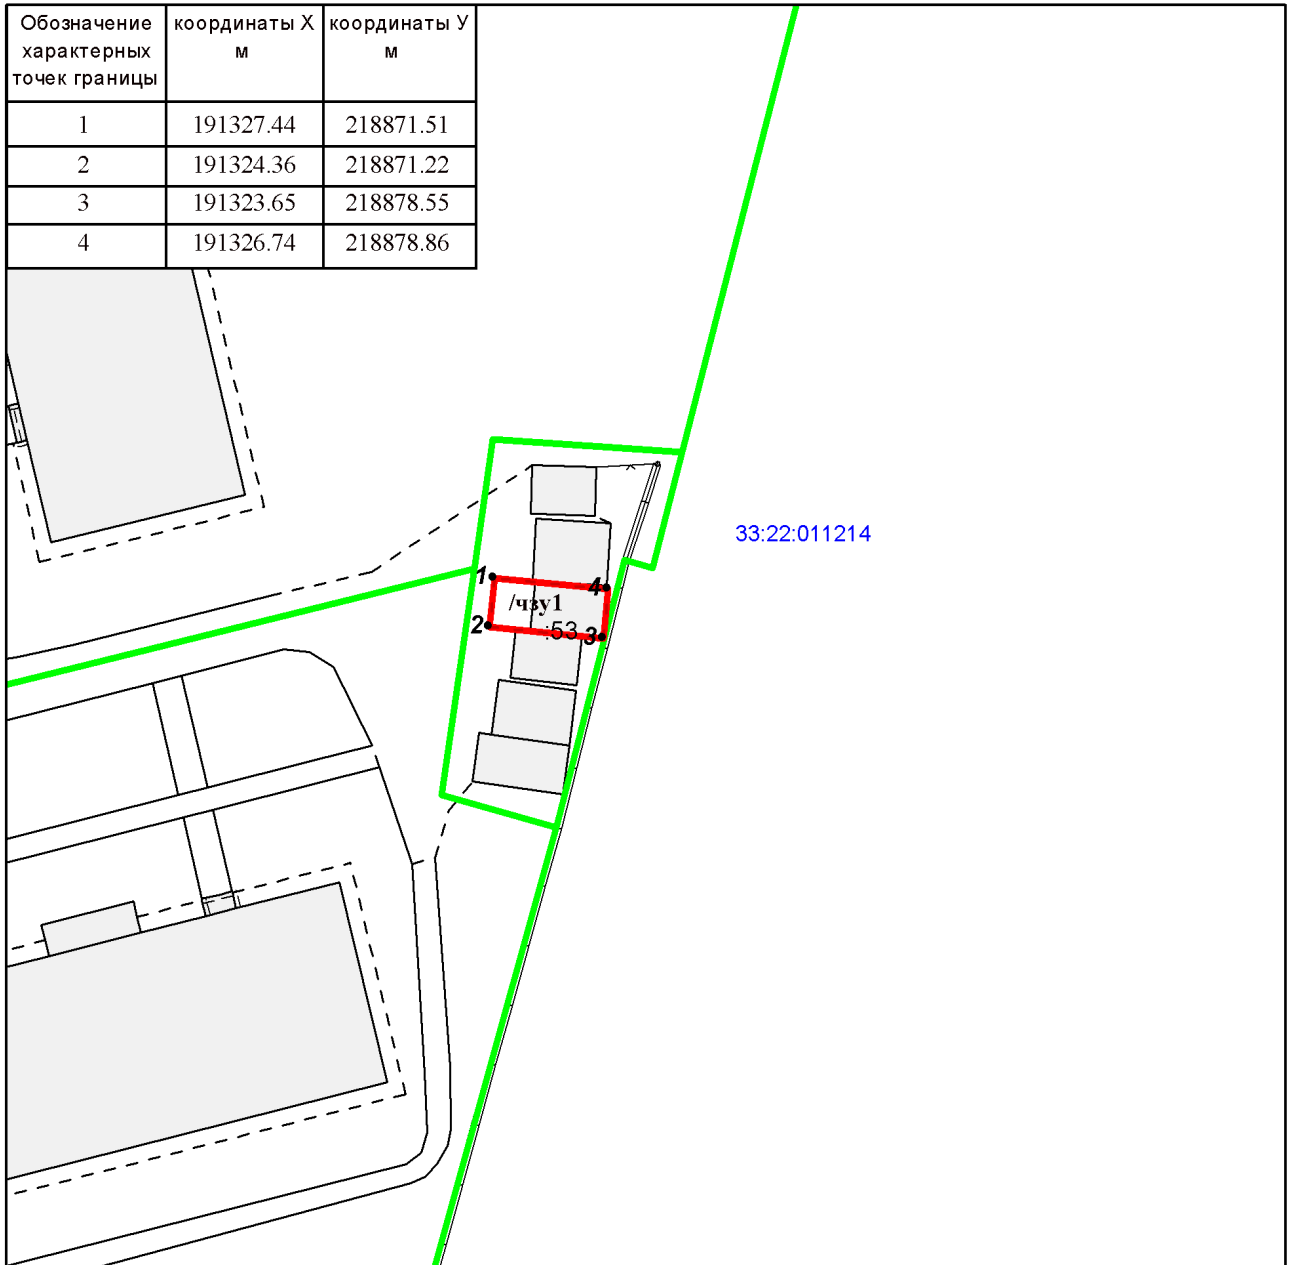 Обозначение характерных точек границы координаты X м координаты У м
1 191327.44 218871.51
2 191324.36 218871.22
3 191323.65 218878.55
4 191326.74 218878.86
33:22:011214
1
4
/чзу1
2
:53
3